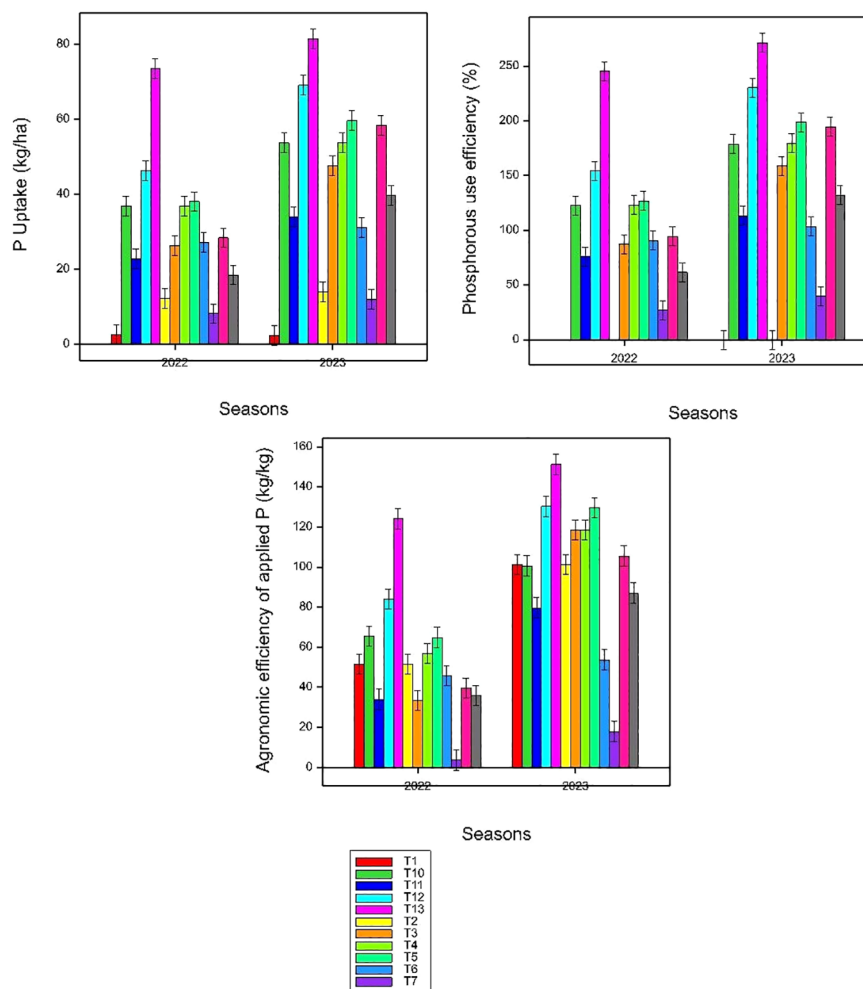 P Uptake (kg/ha)
80
60
40
20
0
2022
2023
Seasons
Phosphorous use efficiency (%)
250
200
150
100
50
0
2022
2023
Seasons
Agronomic efficiency of applied P (kg/kg)
160
140
120
100
80
60
40
20
0
2022
2023
Seasons
T1
T10
T11
T12
T13
T2
T3
T4
T5
T6
T7